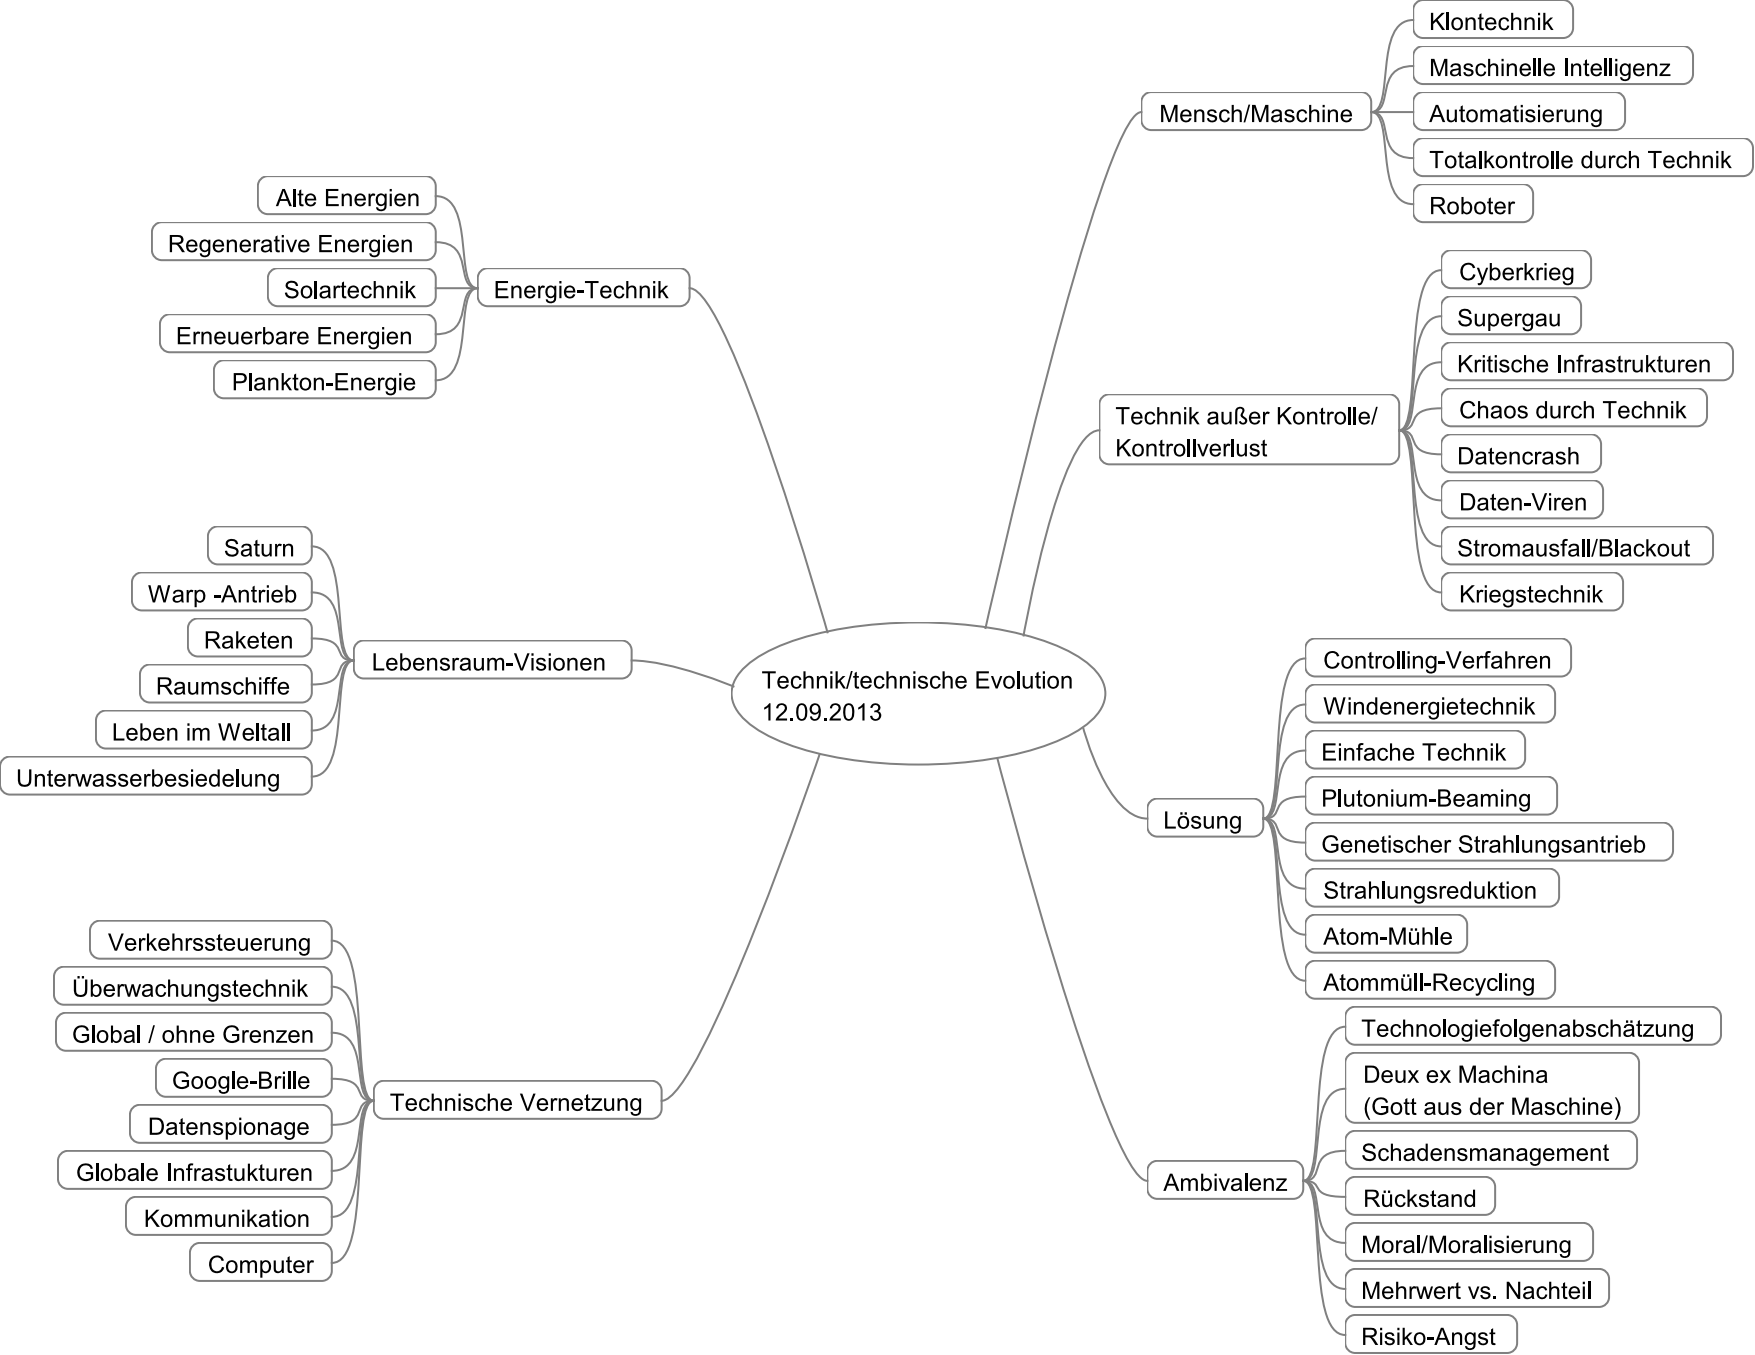 Technik/technische Evolution
12.09.2013
Mensch/Maschine
Klontechnik
Maschinelle Intelligenz
Automatisierung
Totalkontrolle durch Technik
Roboter
Technik außer Kontrolle/
Kontrollverlust
Cyberkrieg
Supergau
Kritische Infrastrukturen
Chaos durch Technik
Datencrash
Daten-Viren
Stromausfall/Blackout
Kriegstechnik
Lösung
Controlling-Verfahren
Windenergietechnik
Einfache Technik
Plutonium-Beaming
Genetischer Strahlungsantrieb
Strahlungsreduktion
Atom-Mühle
Atommüll-Recycling
Ambivalenz
Technologiefolgenabschätzung
Deux ex Machina
(Gott aus der Maschine)
Schadensmanagement
Rückstand
Moral/Moralisierung
Mehrwert vs. Nachteil
Risiko-Angst
Energie-Technik
Alte Energien
Regenerative Energien
Solartechnik
Erneuerbare Energien
Plankton-Energie
Lebensraum-Visionen
Saturn
Warp -Antrieb
Raketen
Raumschiffe
Leben im Weltall
Unterwasserbesiedelung
Technische Vernetzung
Verkehrssteuerung
Überwachungstechnik
Global / ohne Grenzen
Google-Brille
Datenspionage
Globale Infrastukturen
Kommunikation
Computer